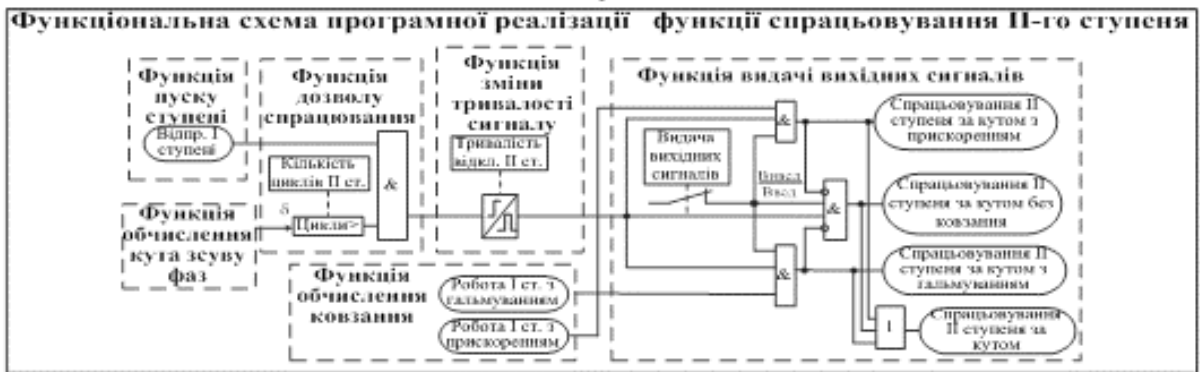 Функціональна схема програмної реалізації функції спрацьовування ІІ-го ступеня
Функція
пуску
ступені
Відпр. І
ступені
Функція
обчислення
кута зсуву
фаз
Функція
дозволу
спрацювання
Кількість
циклів ІІ ст.
δ
Цикли>
&
Функція
зміни
тривалості
сигналу
Тривалість
відкл. ІІ ст.
Функція
обчислення
ковзання
Робота І ст. з
гальмуванням
Робота І ст. з
прискоренням
Функція видачі вихідних сигналів
Видача
вихідних
сигналів
Вивед
Введ
&
&
&
1
Спрацьовування ІІ
ступеня за кутом з
прискоренням
Спрацьовування ІІ
ступеня за кутом без
ковзання
Спрацьовування ІІ
ступеня за кутом з
гальмуванням
Спрацьовування
ІІ ступеня за
кутом